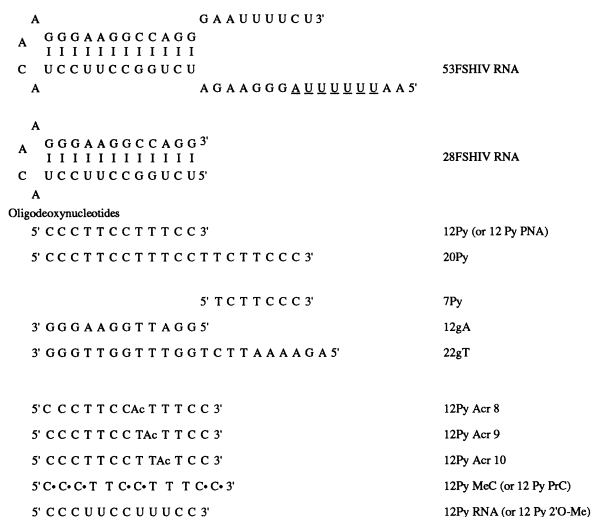 A G A A U U U U C U 3'
A G G G A A G G C C A G G
I I I I I I I I I I I I
C U C C U U C C G G U C U 53FSHIV RNA
A A G A A G G G A U U U U U U A A 5'
A
A G G G A A G G C C A G G 3'
I I I I I I I I I I I I 28FSHIV RNA
C U C C U U C C G G U C U 5'
A
Oligodeoxynucleotides
5' C C C T T C C T T T C C 3' 12Py (or 12 Py PNA)
5' C C C T T C C T T T C C T T C T T C C C 3' 20Py
5' T C T T C C C 3' 7Py
3' G G G A A G G T T A G G 5' 12gA
3' G G G T T G G T T T G G T C T T A A A A G A 5' 22gT
5' C C C T T C C Ac T T T C C 3' 12Py Acr 8
5' C C C T T C C T Ac T T C C 3' 12Py Acr 9
5' C C C T T C C T T Ac T C C 3' 12Py Acr 10
5' C• C• C• T T C• C• T T T C• C• 3' 12Py MeC (or 12 Py PrC)
5' C C C U U C C U U U C C 3' 12Py RNA (or 12 Py 2'O-Me)